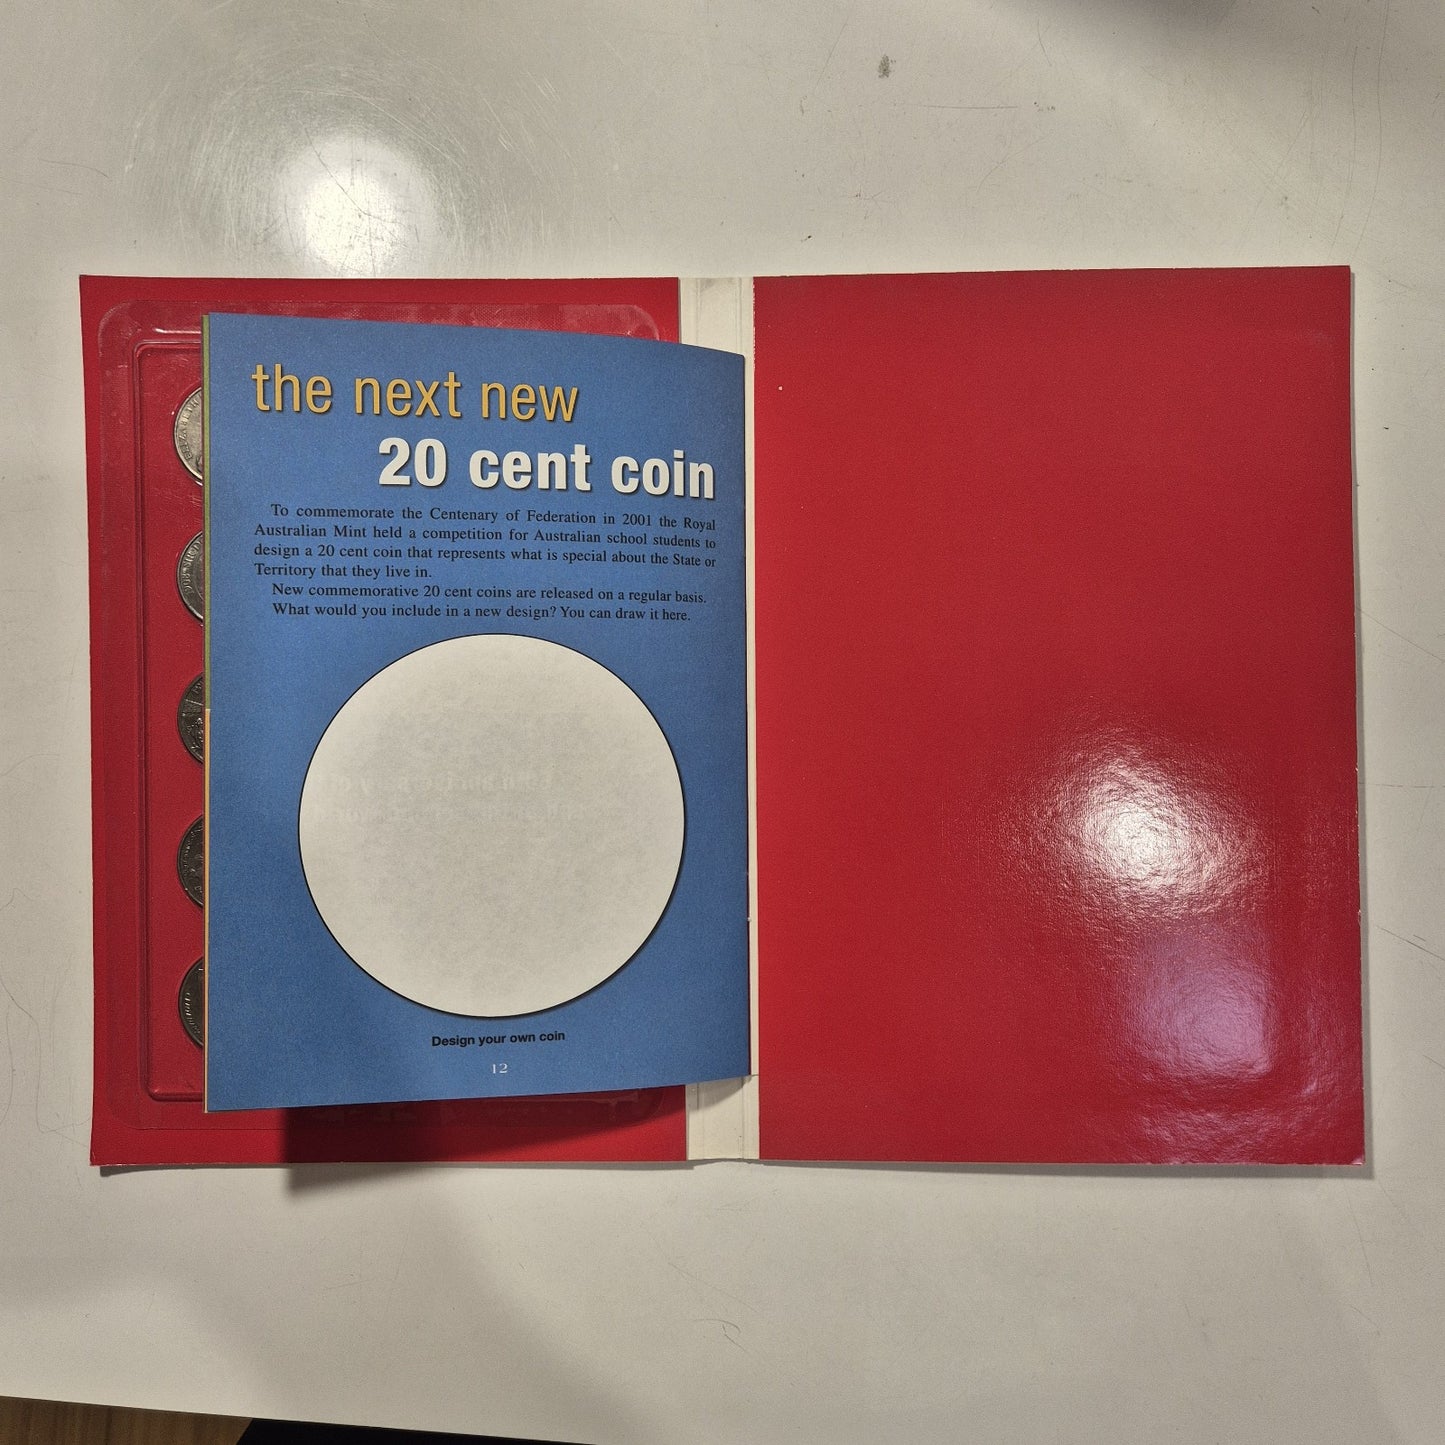 the next new
20 cent coin
To commemorate the Centenary of Federation in 2001 the Royal
Australian Mint held a competition for Australian school students to
design a 20 cent coin that represents what is special about the State or
Territory that they live in.
New commemorative 20 cent coins are released on a regular basis.
What would you include in a new design? You can draw it here.
Design your own coin
12